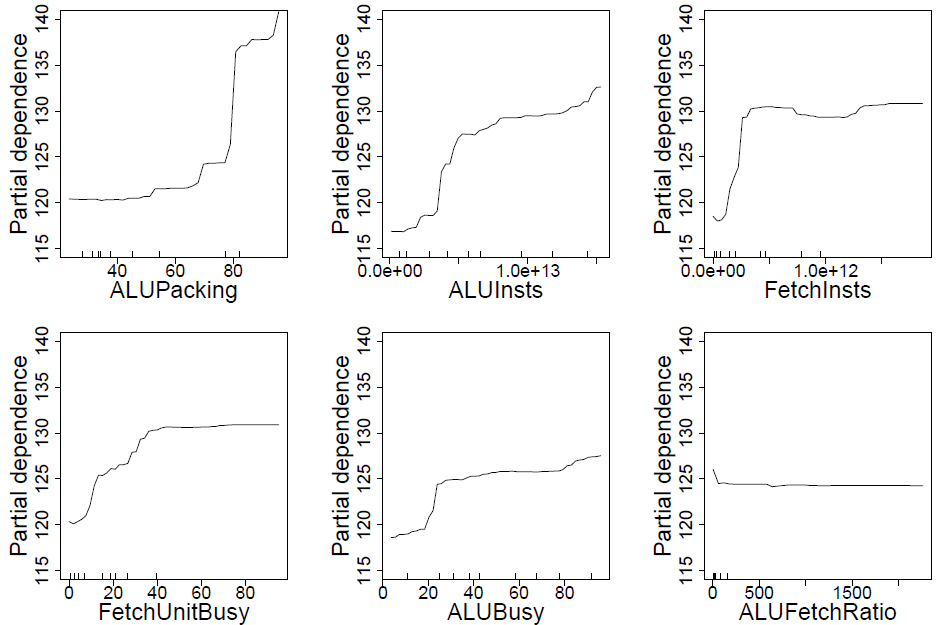 Partial dependence
115 120 125 130 135 140
40 60 80
ALUPacking
Partial dependence
115 120 125 130 135 140
0.0e+00 1.0e+13
ALUInsts
Partial dependence
115 120 125 130 135 140
0.0e+00 1.0e+12
FetchInsts
Partial dependence
115 120 125 130 135 140
0 20 40 60 80
FetchUnitBusy
Partial dependence
115 120 125 130 135 140
0 20 40 60 80
ALUBusy
Partial dependence
115 120 125 130 135 140
0 500 1500
ALUFetchRatio